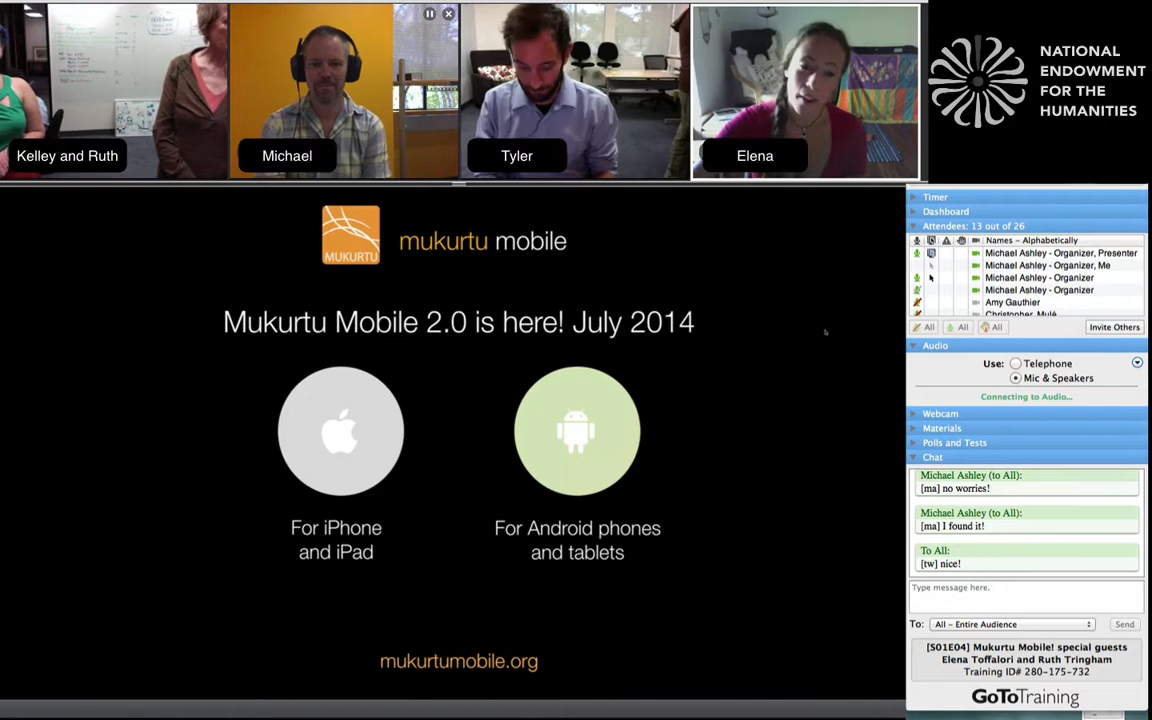 Kelley and Ruth
Michael
Tyler
Elena
NATIONAL
ENDOWMENT
FOR THE
HUMANITIES
MUKURTU
mukurtu mobile
Mukurtu Mobile 2.0 is here! July 2014
For iPhone
and iPad
For Android phones
and tablets
mukurtumobile.org
Timer
Dashboard
Attendees: 13 out of 26
Names - Alphabetically
Michael Ashley - Organizer, Presenter
Michael Ashley - Organizer, Me
Michael Ashley - Organizer
Michael Ashley - Organizer
Amy Gauthier
Christopher, Mulé
All
All
All
Invite Others
Audio
Use:
Telephone
Mic & Speakers
Connecting to Audio...
Webcam
Materials
Polls and Tests
Chat
Michael Ashley (to All):
[ma] no worries!
Michael Ashley (to All):
[ma] I found it!
To All:
[tw] nice!
Type message here.
To:
All - Entire Audience
Send
[S01E04] Mukurtu Mobile! special guests
Elena Toffalori and Ruth Tringham
Training ID# 280-175-732
GoToTraining